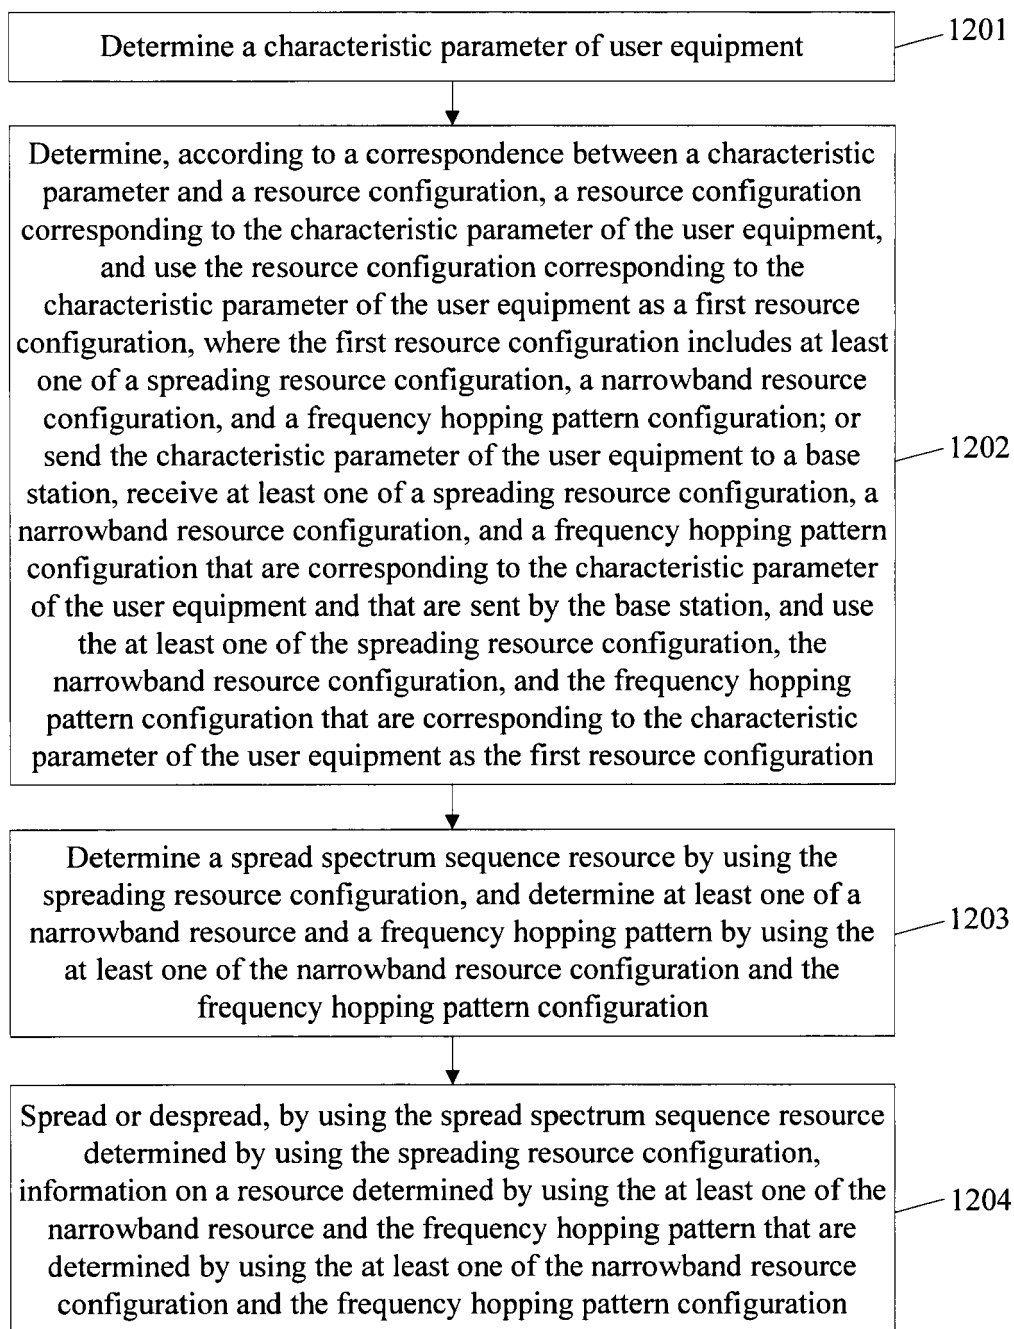 Determine a characteristic parameter of user equipment
1201
Determine, according to a correspondence between a characteristic
parameter and a resource configuration, a resource configuration
corresponding to the characteristic parameter of the user equipment,
and use the resource configuration corresponding to the
characteristic parameter of the user equipment as a first resource
configuration, where the first resource configuration includes at least
one of a spreading resource configuration, a narrowband resource
configuration, and a frequency hopping pattern configuration; or
send the characteristic parameter of the user equipment to a base
station, receive at least one of a spreading resource configuration, a
narrowband resource configuration, and a frequency hopping pattern
configuration that are corresponding to the characteristic parameter
of the user equipment and that are sent by the base station, and use
the at least one of the spreading resource configuration, the
narrowband resource configuration, and the frequency hopping
pattern configuration that are corresponding to the characteristic
parameter of the user equipment as the first resource configuration
1202
Determine a spread spectrum sequence resource by using the
spreading resource configuration, and determine at least one of a
narrowband resource and a frequency hopping pattern by using the
at least one of the narrowband resource configuration and the
frequency hopping pattern configuration
1203
Spread or despread, by using the spread spectrum sequence resource
determined by using the spreading resource configuration,
information on a resource determined by using the at least one of the
narrowband resource and the frequency hopping pattern that are
determined by using the at least one of the narrowband resource
configuration and the frequency hopping pattern configuration
1204